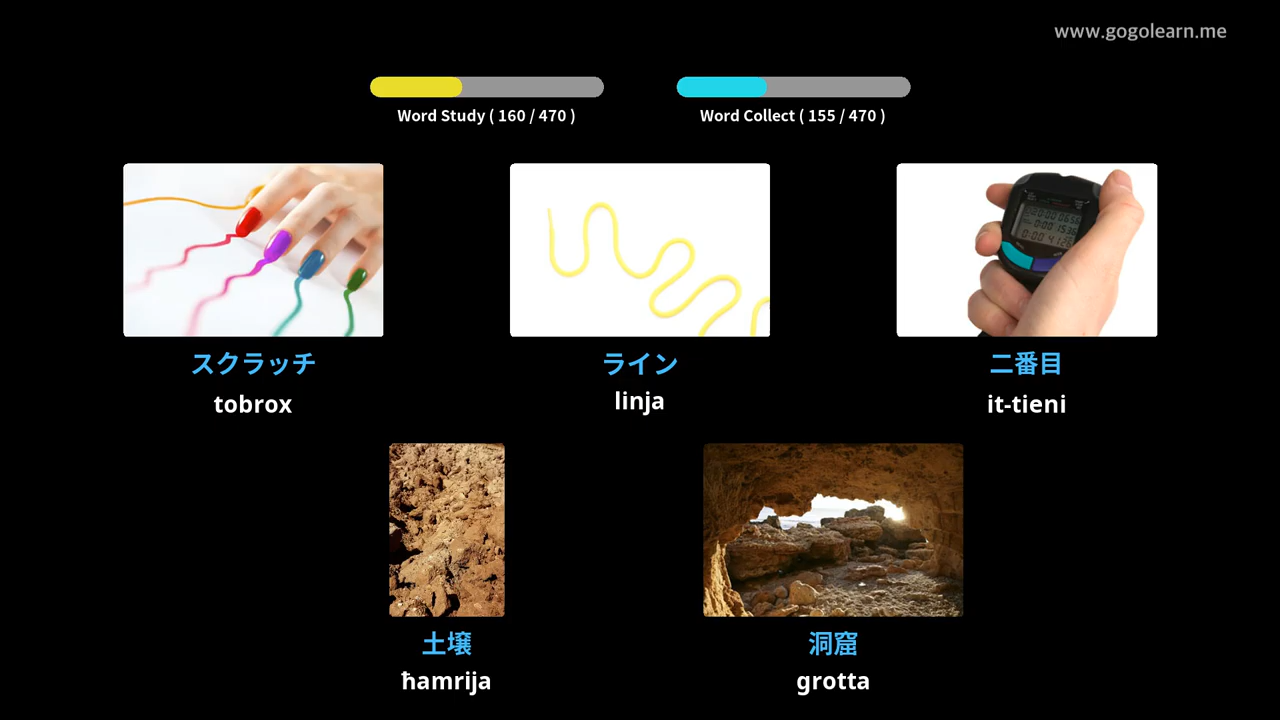 www.gogolearn.me
Word Study ( 160 / 470 )
Word Collect ( 155 / 470 )
スクラッチ
tobrox
ライン
linja
二番目
it-tieni
土壌
ħamrija
洞窟
grotta